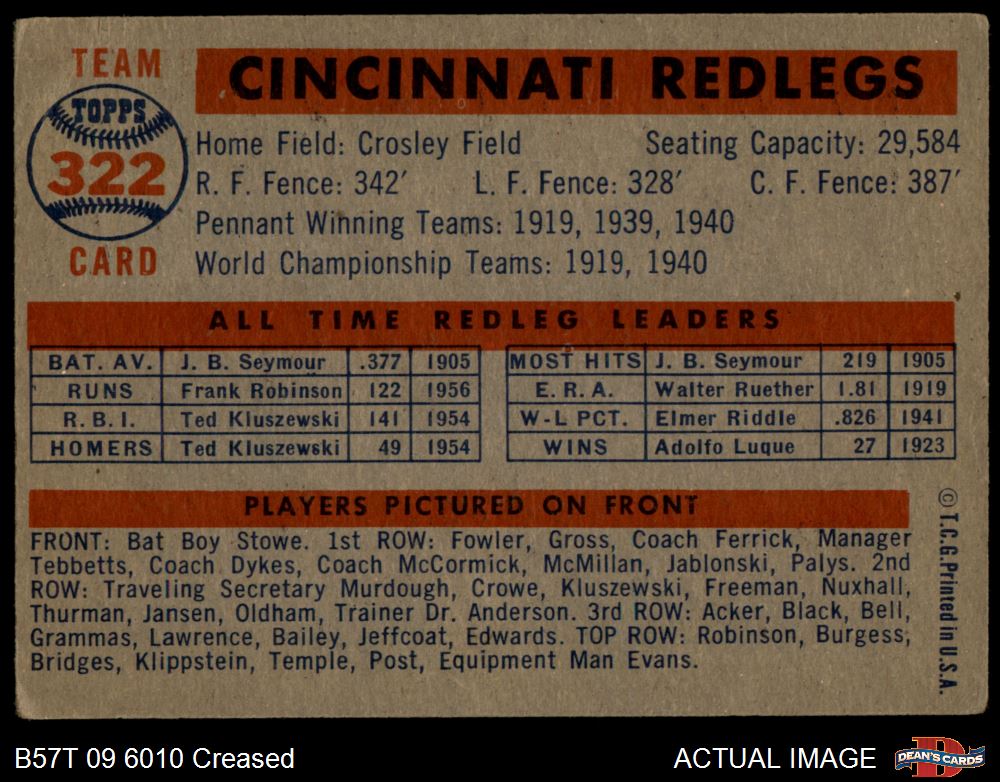 TEAM
TOPPS
322
CARD
CINCINNATI REDLEGS
Home Field: Crosley Field Seating Capacity: 29,584
R. F. Fence: 342′ L. F. Fence: 328′ C. F. Fence: 387′
Pennant Winning Teams: 1919, 1939, 1940
World Championship Teams: 1919, 1940
ALL TIME REDLEG LEADERS
BAT. AV. J. B. Seymour .377 1905 MOST HITS J. B. Seymour 219 1905
RUNS Frank Robinson 122 1956 E. R. A. Walter Ruether 1.81 1919
R. B. I. Ted Kluszewski 141 1954 W-L PCT. Elmer Riddle .826 1941
HOMERS Ted Kluszewski 49 1954 WINS Adolfo Luque 27 1923
PLAYERS PICTURED ON FRONT
FRONT: Bat Boy Stowe. 1st ROW: Fowler, Gross, Coach Ferrick, Manager
Tebbetts, Coach Dykes, Coach McCormick, McMillan, Jablonski, Palys. 2nd
ROW: Traveling Secretary Murdough, Crowe, Kluszewski, Freeman, Nuxhall,
Thurman, Jansen, Oldham, Trainer Dr. Anderson. 3rd ROW: Acker, Black, Bell,
Grammas, Lawrence, Bailey, Jeffcoat, Edwards. TOP ROW: Robinson, Burgess,
Bridges, Klippstein, Temple, Post, Equipment Man Evans.
© T.C.G. Printed in U.S.A.
B57T 09 6010 Creased
ACTUAL IMAGE
D
DEAN'S CARDS